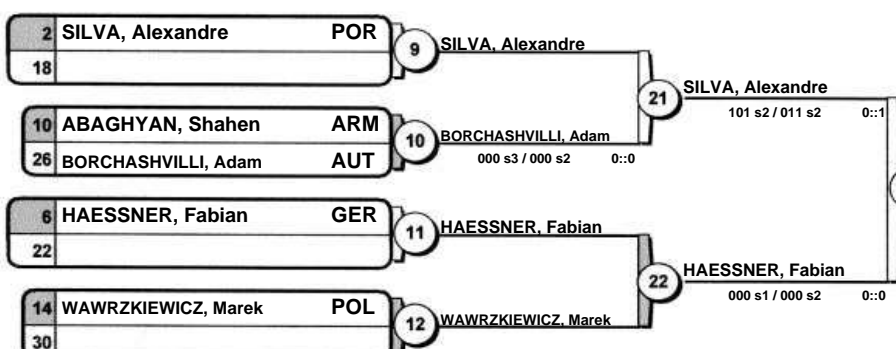 2 SILVA, Alexandre POR
18
9
SILVA, Alexandre
10 ABAGHYAN, Shahen ARM
26 BORCHASHVILLI, Adam AUT
10
BORCHASHVILLI, Adam
000 s3 / 000 s2 0::0
21
SILVA, Alexandre
101 s2 / 011 s2 0::1
6 HAESSNER, Fabian GER
22
11
HAESSNER, Fabian
14 WAWRZKIEWICZ, Marek POL
30
12
WAWRZKIEWICZ, Marek
22
HAESSNER, Fabian
000 s1 / 000 s2 0::0